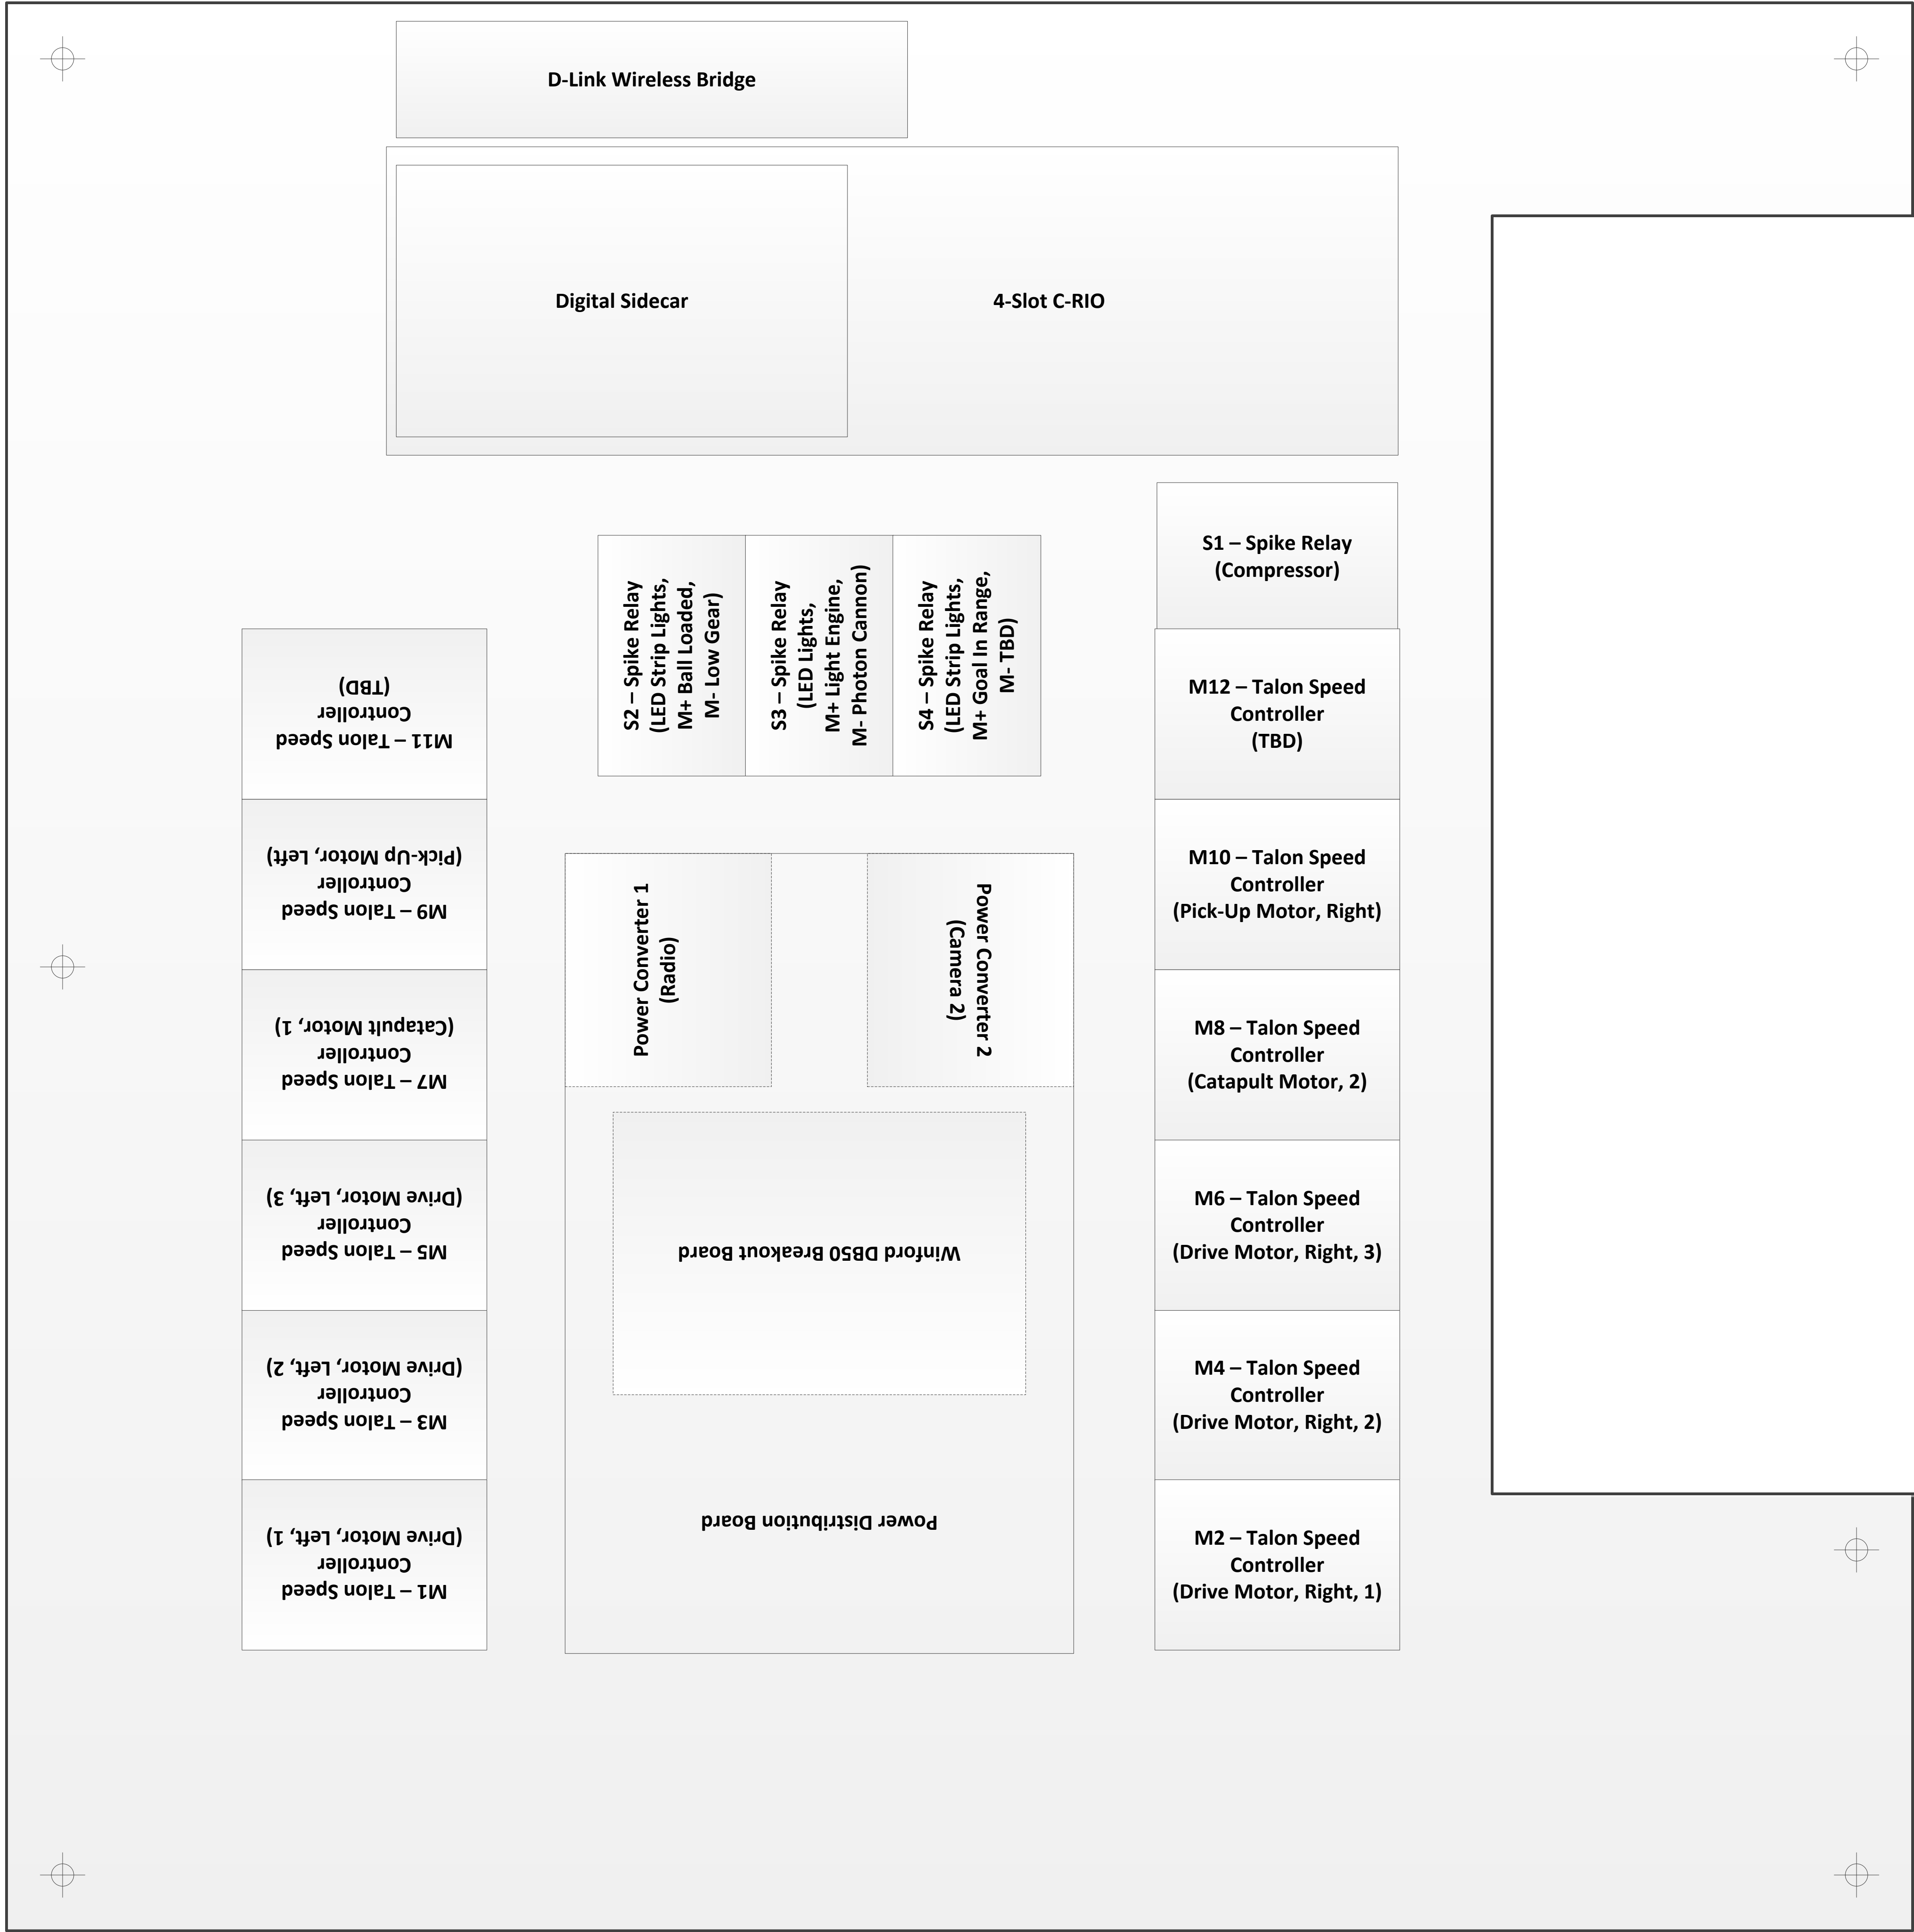 D-Link Wireless Bridge
Digital Sidecar
4-Slot C-RIO
S1 – Spike Relay
(Compressor)
S2 – Spike Relay
(LED Strip Lights,
M+ Ball Loaded,
M- Low Gear)
S3 – Spike Relay
(LED Lights,
M+ Light Engine,
M- Photon Cannon)
S4 – Spike Relay
(LED Strip Lights,
M+ Goal In Range,
M- TBD)
M11 – Talon Speed
Controller
(TBD)
M12 – Talon Speed
Controller
(TBD)
M9 – Talon Speed
Controller
(Pick-Up Motor, Left)
Power Converter 1
(Radio)
Power Converter 2
(Camera 2)
M10 – Talon Speed
Controller
(Pick-Up Motor, Right)
M7 – Talon Speed
Controller
(Catapult Motor, 1)
M8 – Talon Speed
Controller
(Catapult Motor, 2)
M5 – Talon Speed
Controller
(Drive Motor, Left, 3)
Winford DB50 Breakout Board
M6 – Talon Speed
Controller
(Drive Motor, Right, 3)
M3 – Talon Speed
Controller
(Drive Motor, Left, 2)
M4 – Talon Speed
Controller
(Drive Motor, Right, 2)
M1 – Talon Speed
Controller
(Drive Motor, Left, 1)
Power Distribution Board
M2 – Talon Speed
Controller
(Drive Motor, Right, 1)